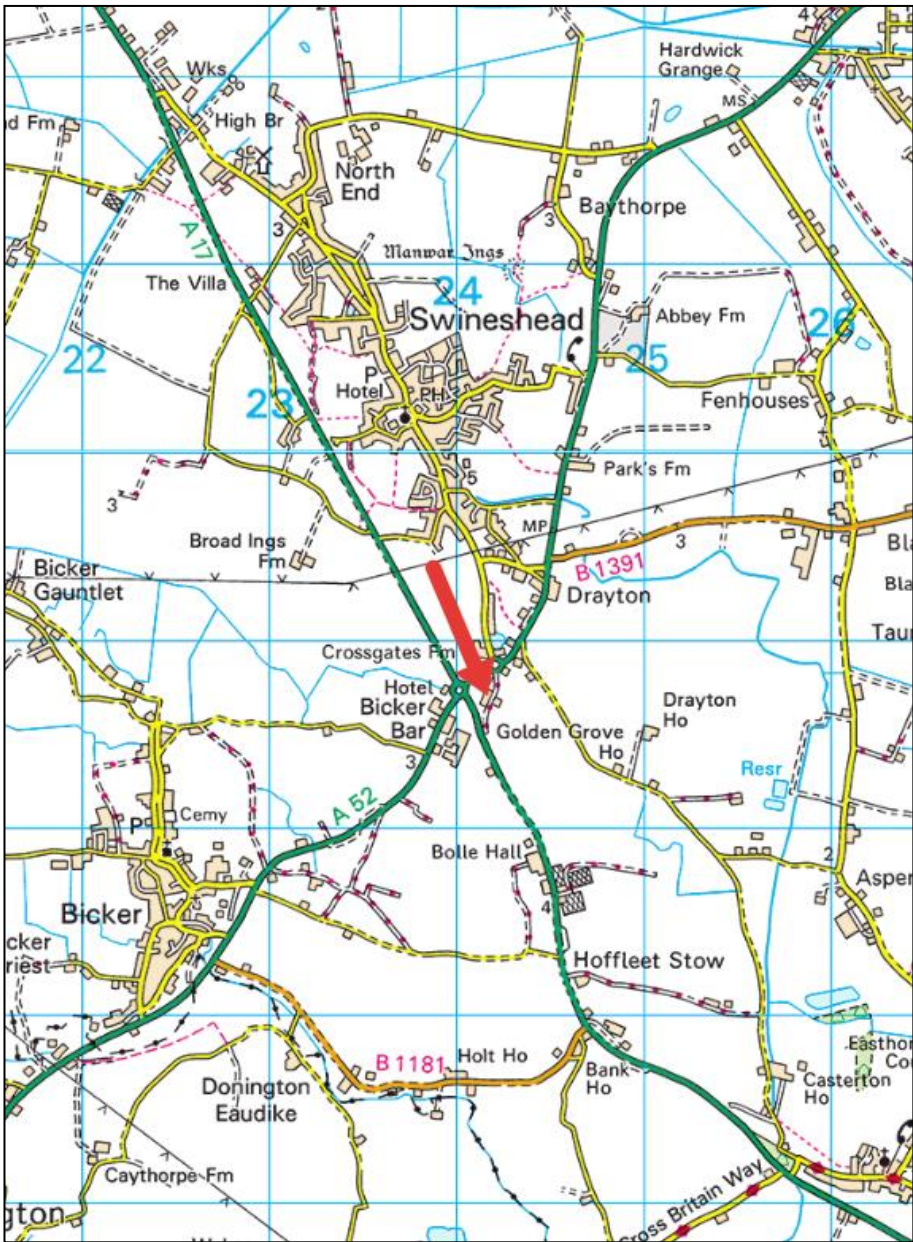 4
Wks
Hardwick
Grange
MS
High Br
North
End
Baythorpe
3
3
A 17
Manwar Ings
The Villa
24
Swineshead
Abbey Fm
22
25
26
P
Hotel
PH
23
Fenhouses
5
Park's Fm
3
MP
Broad Ings
Fm
3
B 1391
Bicker
Gauntlet
Drayton
Crossgates Fm
Hotel
Bicker
Bar
Drayton
Ho
Golden Grove
Ho
3
Resr
A 52
P
Cemy
Bolle Hall
2
4
Bicker
Hoffleet Stow
B 1181
Holt Ho
Bank
Ho
Donington
Eaudike
Casterton
Ho
Caythorpe Fm
Cross Britain Way